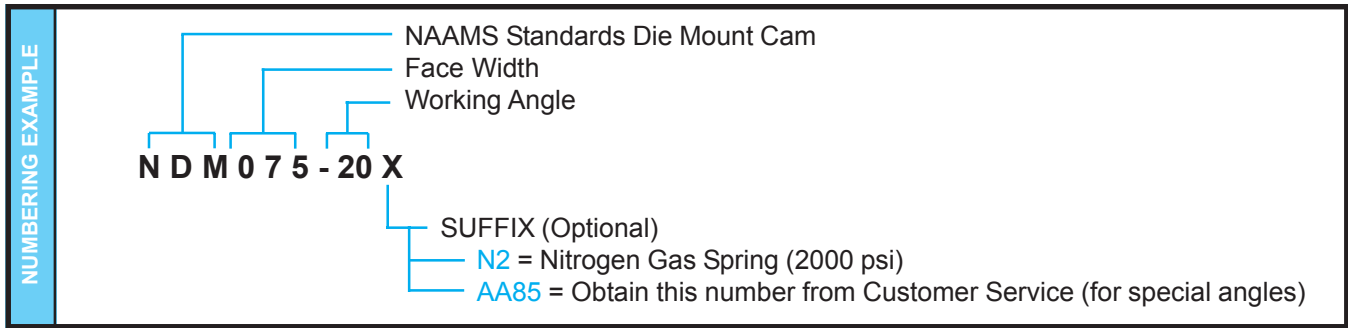 NUMBERING EXAMPLE
NAAMS Standards Die Mount Cam
Face Width
Working Angle
N D M 0 7 5 - 20 X
SUFFIX (Optional)
N2 = Nitrogen Gas Spring (2000 psi)
AA85 = Obtain this number from Customer Service (for special angles)